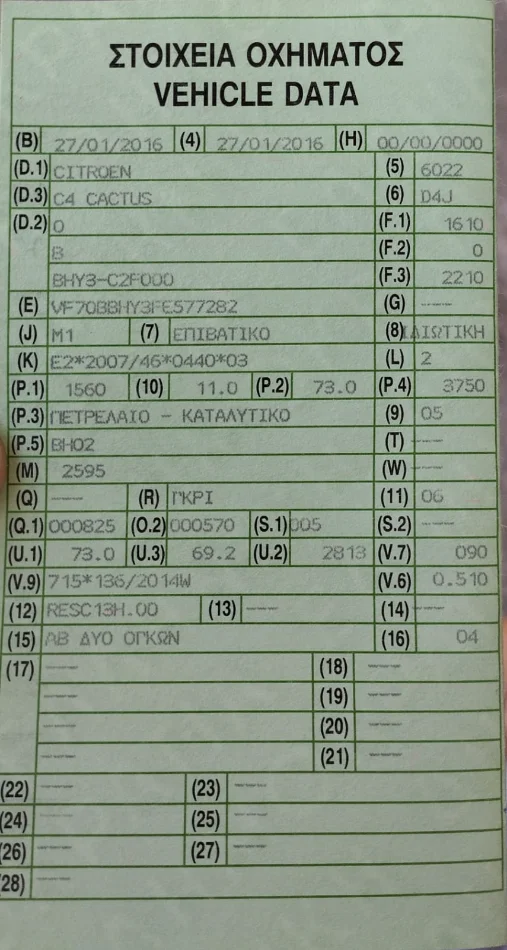 ΣΤΟΙΧΕΙΑ ΟΧΗΜΑΤΟΣ
VEHICLE DATA
(B) 27/01/2016 (4) 27/01/2016 (H) 00/00/0000
(D.1) CITROEN (5) 6022
(D.3) C4 CACTUS (6) D4J
(D.2) 0 (F.1) 1610
B (F.2) 0
BHY3-C2F000 (F.3) 2210
(E) VF70BBHY3FE577282 (G) ----
(J) M1 (7) ΕΠΙΒΑΤΙΚΟ (8) ΙΔΙΩΤΙΚΗ
(K) E2*2007/46*0440*03 (L) 2
(P.1) 1560 (10) 11.0 (P.2) 73.0 (P.4) 3750
(P.3) ΠΕΤΡΕΛΑΙΟ - ΚΑΤΑΛΥΤΙΚΟ (9) 05
(P.5) BH02 (T) ----
(M) 2595 (W) ----
(Q) ---- (R) ΓΚΡΙ (11) 06
(Q.1) 000825 (O.2) 000570 (S.1) 005 (S.2) ----
(U.1) 73.0 (U.3) 69.2 (U.2) 2813 (V.7) 090
(V.9) 715*136/2014W (V.6) 0.510
(12) RESC13H.00 (13) ---- (14) ----
(15) ΑΒ ΔΥΟ ΟΓΚΩΝ (16) 04
(17) ---- (18) ----
---- (19) ----
---- (20) ----
---- (21) ----
(22) ---- (23) ----
(24) ---- (25) ----
(26) ---- (27) ----
(28) ----